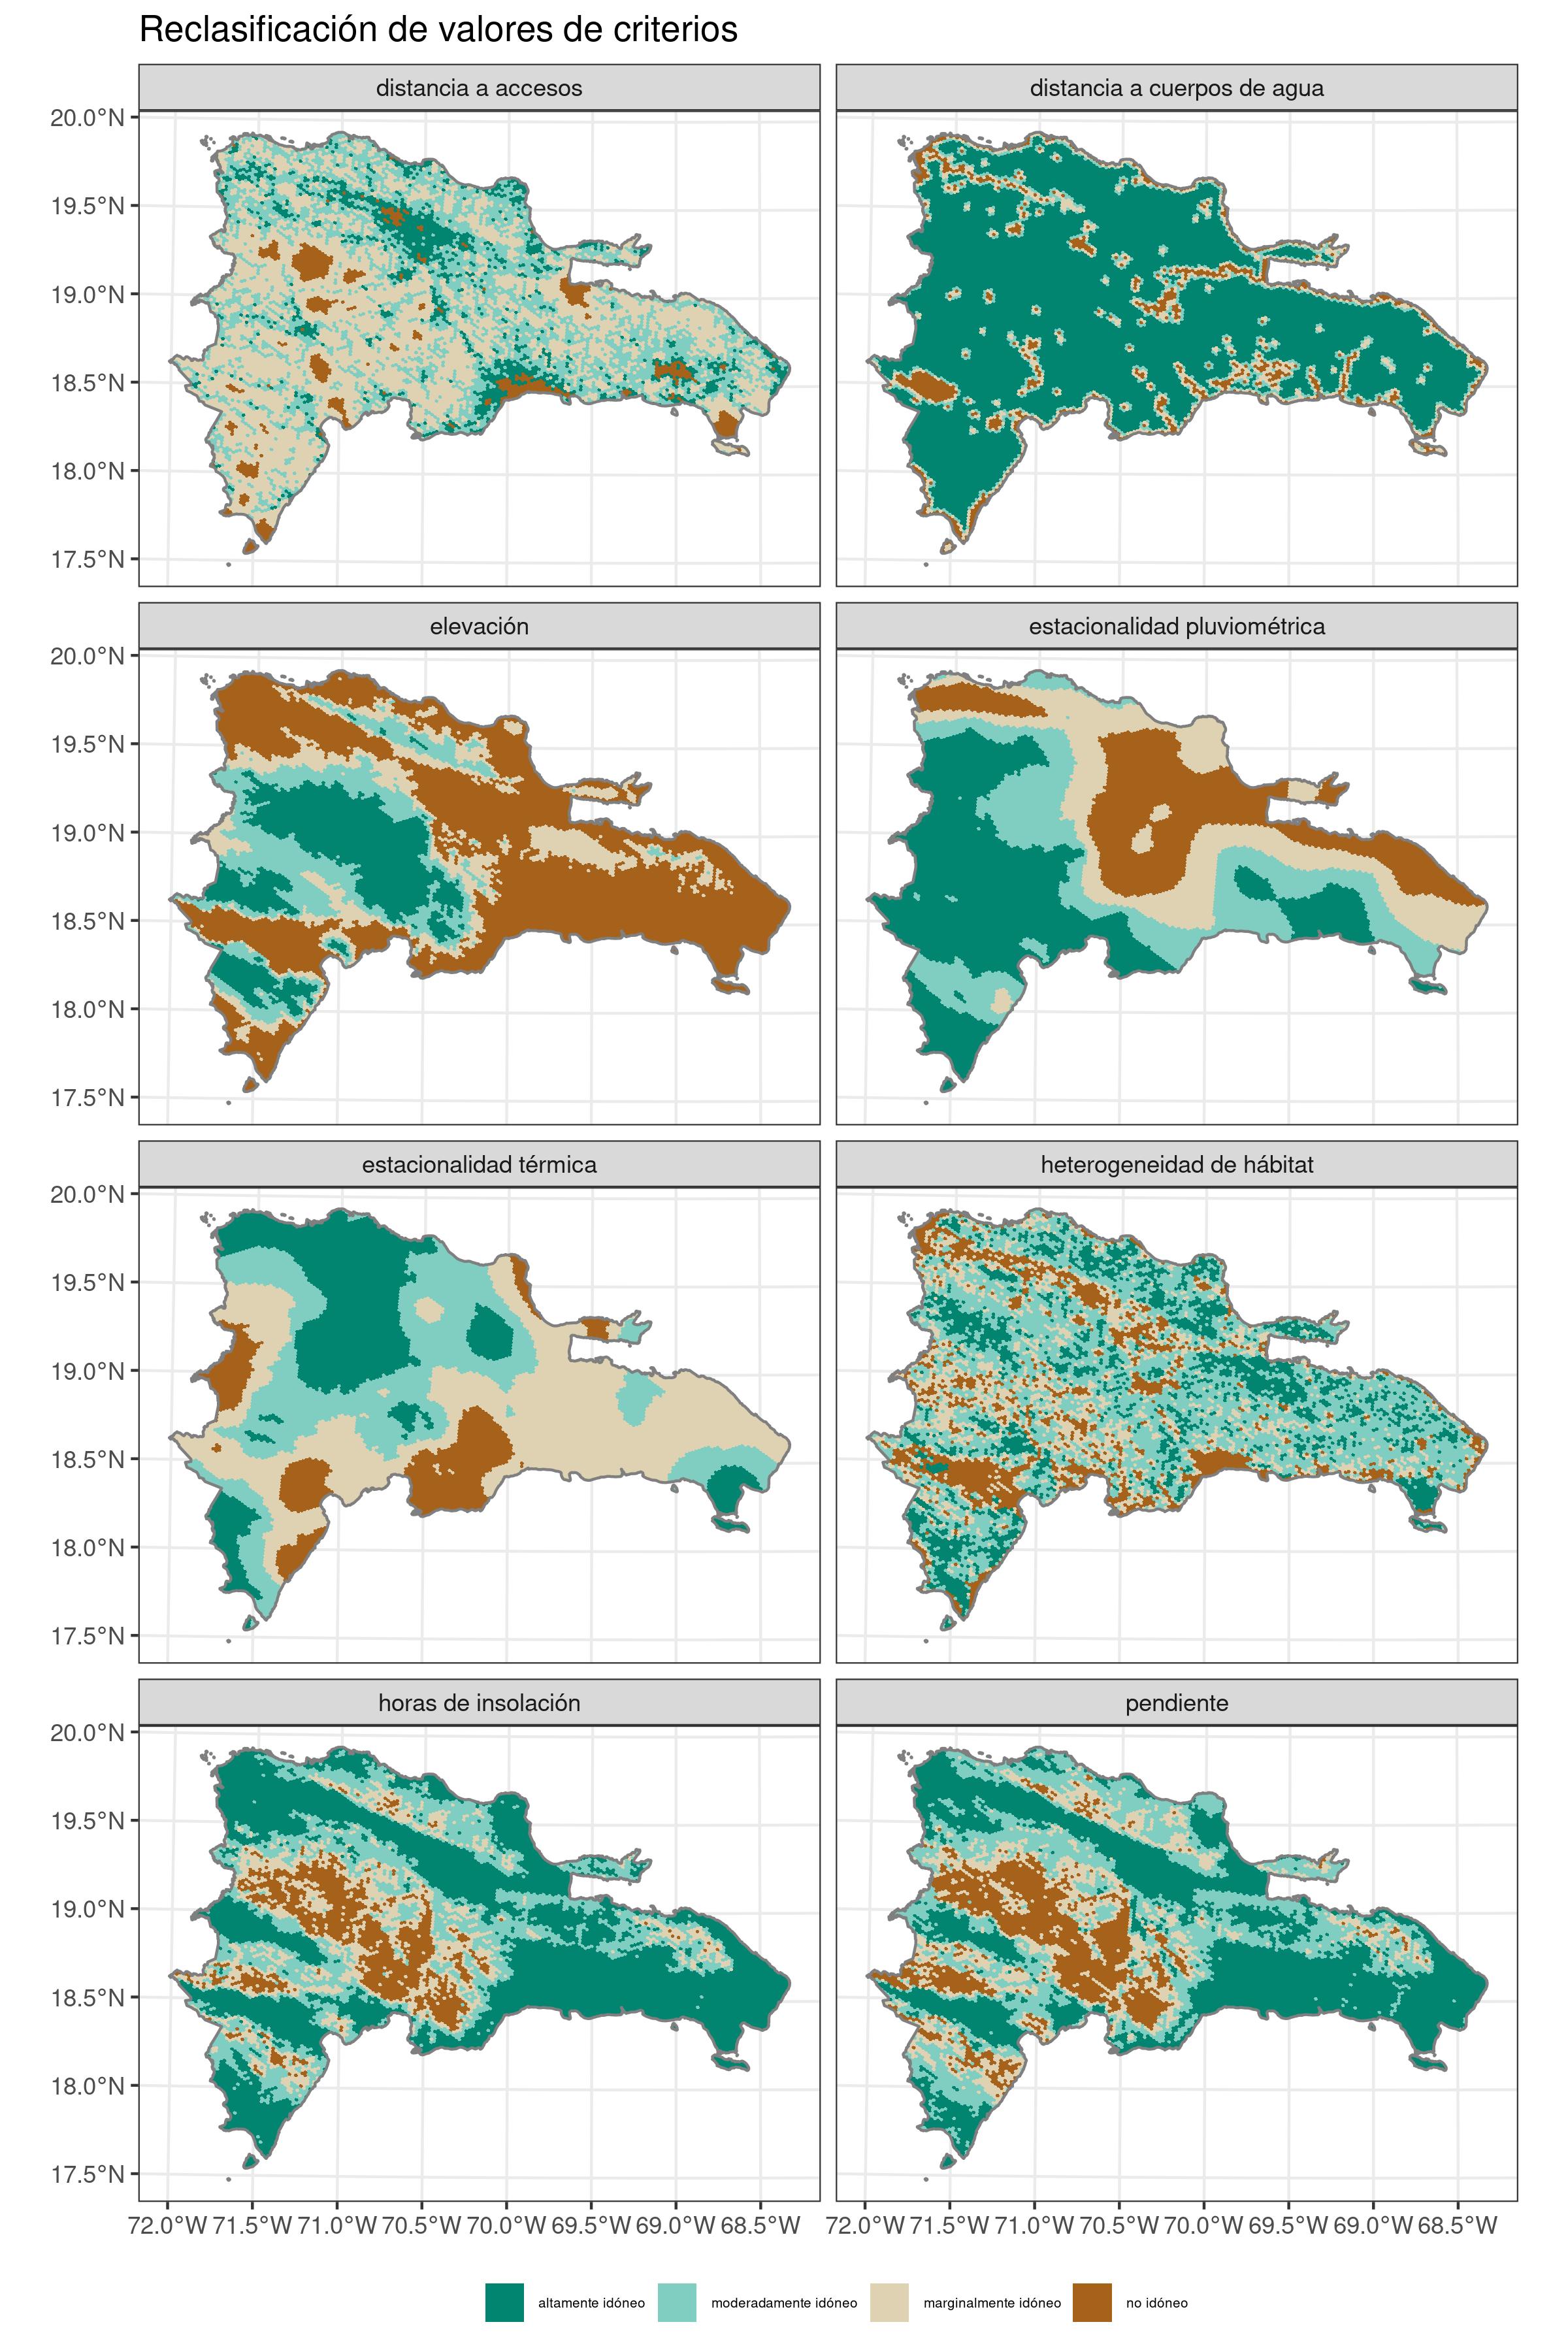 Reclasificación de valores de criterios
distancia a accesos
distancia a cuerpos de agua
20.0°N
19.5°N
19.0°N
18.5°N
18.0°N
17.5°N
elevación
estacionalidad pluviométrica
20.0°N
19.5°N
19.0°N
18.5°N
18.0°N
17.5°N
estacionalidad térmica
heterogeneidad de hábitat
20.0°N
19.5°N
19.0°N
18.5°N
18.0°N
17.5°N
horas de insolación
pendiente
20.0°N
19.5°N
19.0°N
18.5°N
18.0°N
17.5°N
72.0°W 71.5°W 71.0°W 70.5°W 70.0°W 69.5°W 69.0°W 68.5°W
72.0°W 71.5°W 71.0°W 70.5°W 70.0°W 69.5°W 69.0°W 68.5°W
altamente idóneo moderadamente idóneo marginalmente idóneo no idóneo